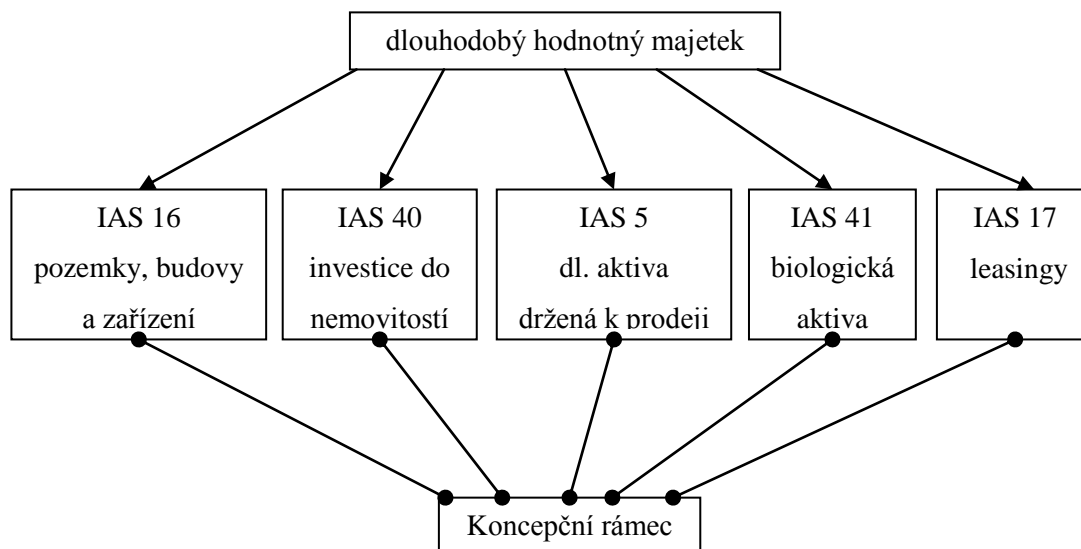 dlouhodobý hodnotný majetek
IAS 16
pozemky, budovy
a zařízení
IAS 40
investice do
nemovitostí
IAS 5
dl. aktiva
držená k prodeji
IAS 41
biologická
aktiva
IAS 17
leasingy
Koncepční rámec